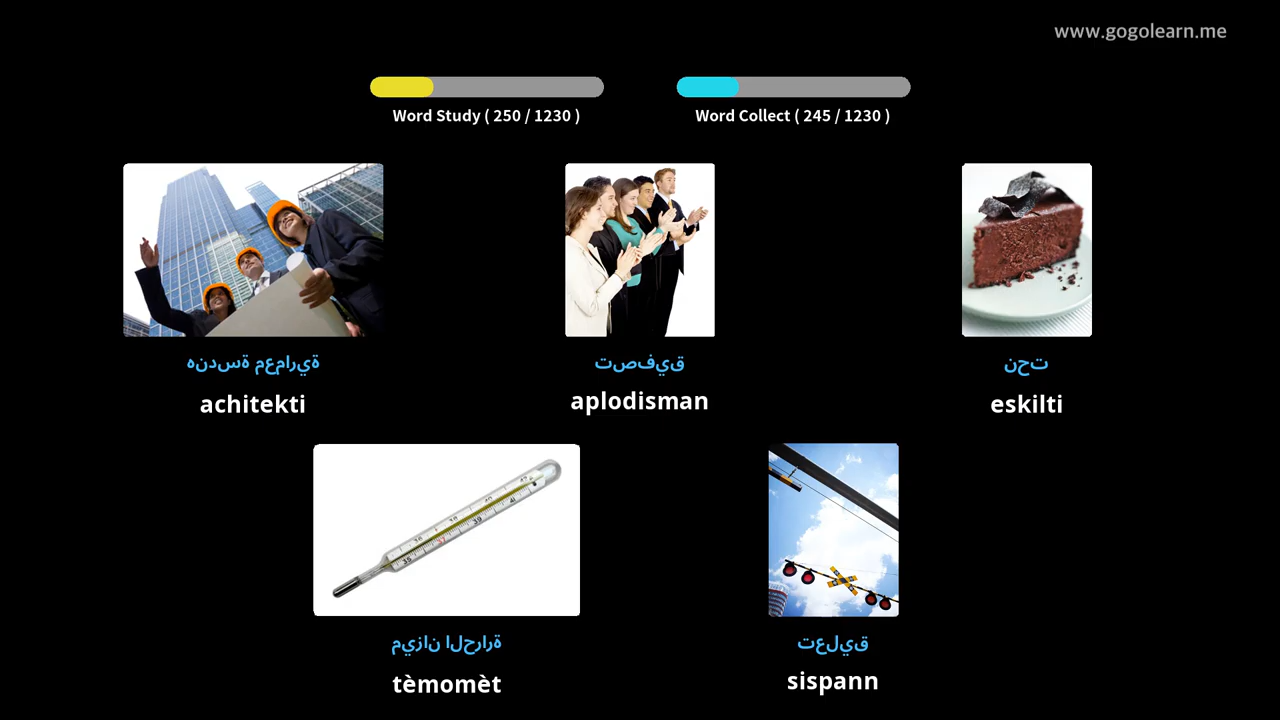 www.gogolearn.me
Word Study ( 250 / 1230 )
Word Collect ( 245 / 1230 )
هندسة معمارية
achitekti
تصفيق
aplodisman
نحت
eskilti
ميزان الحرارة
tèmomèt
تعليق
sispann